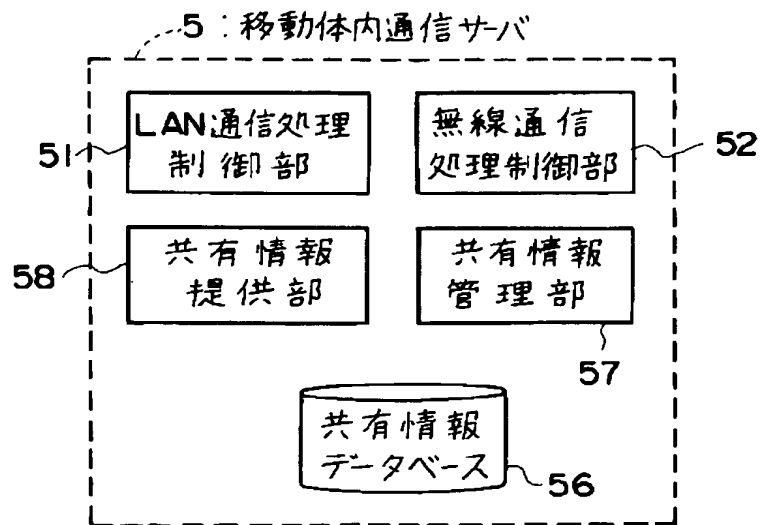 5：移動体内通信サーバ
LAN通信処理
制御部
51
無線通信
処理制御部
52
共有情報
提供部
58
共有情報
管理部
57
共有情報
データベース
56